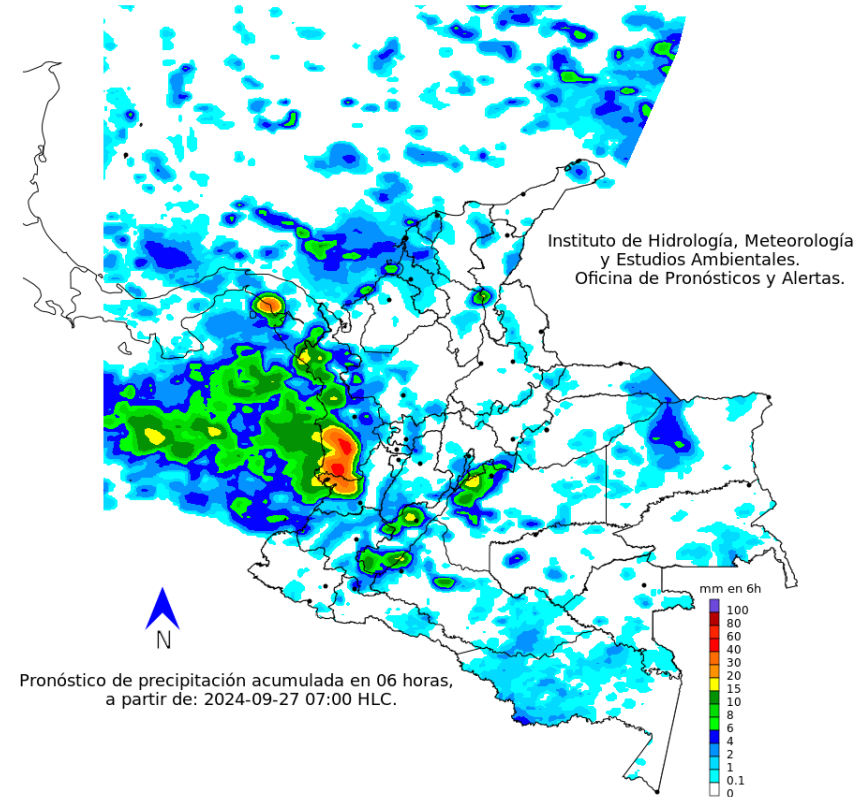 Instituto de Hidrología, Meteorología
y Estudios Ambientales.
Oficina de Pronósticos y Alertas.
mm en 6h
100
80
60
40
30
20
15
10
8
6
4
2
1
0.1
0
N
Pronóstico de precipitación acumulada en 06 horas,
a partir de: 2024-09-27 07:00 HLC.